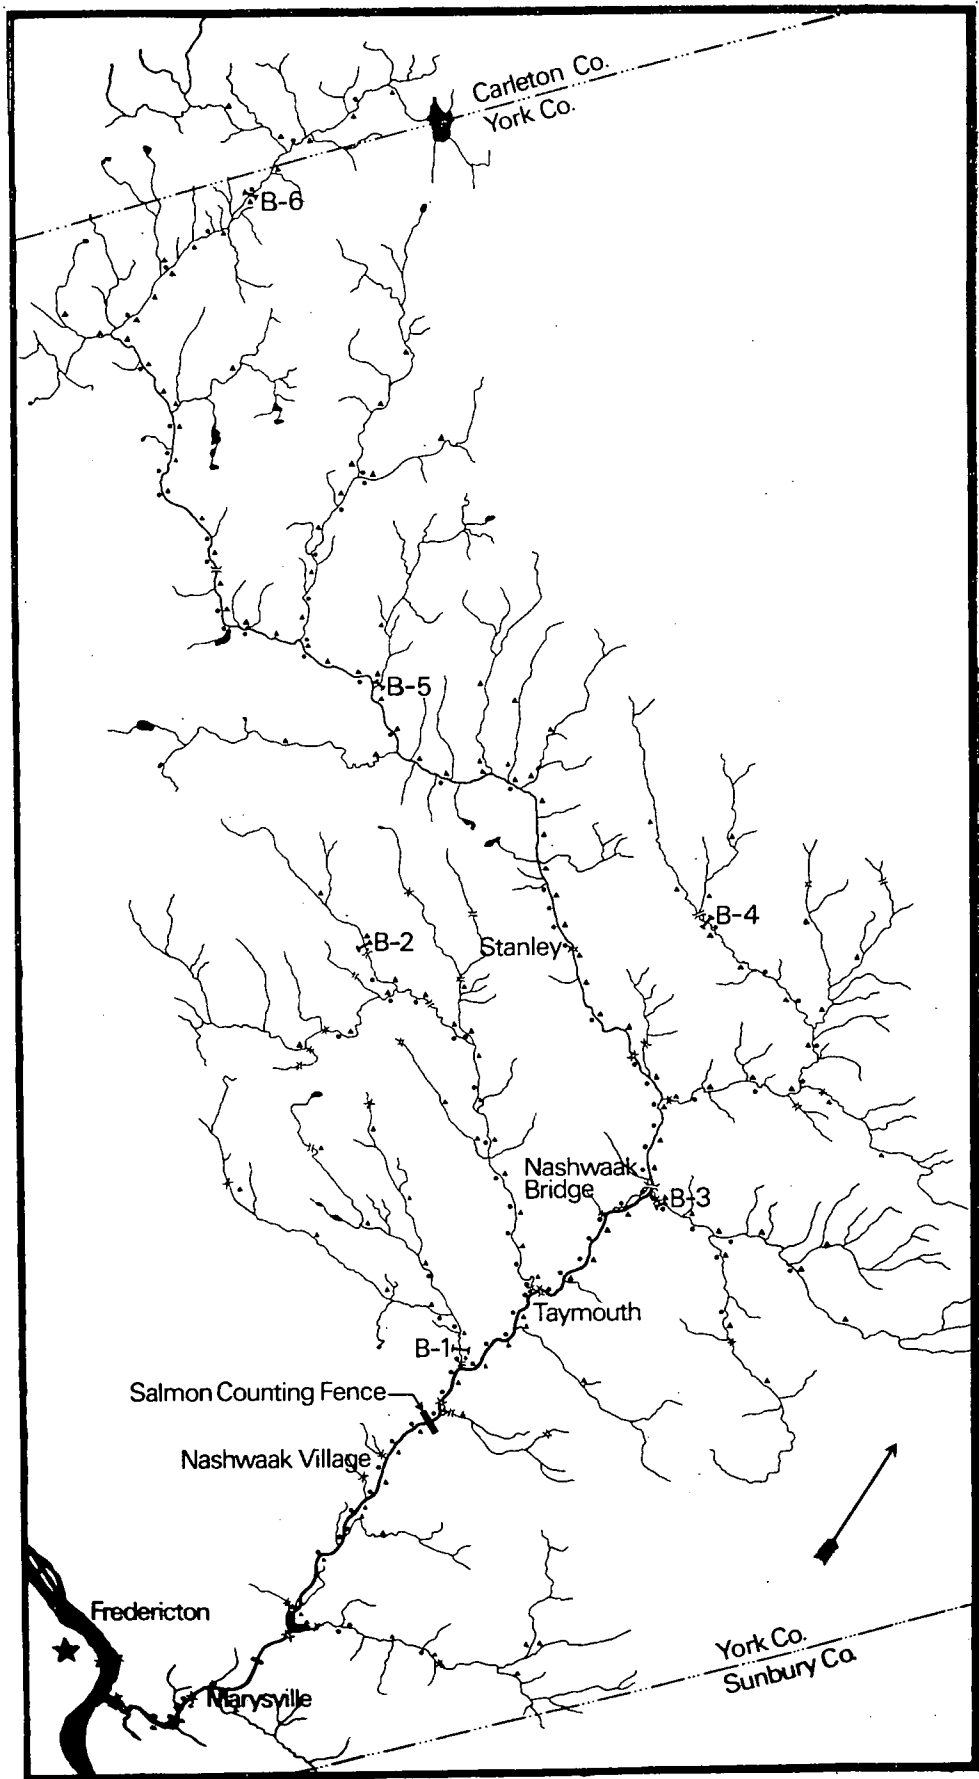 Carleton Co.
York Co.
B-6
B-5
B-4
B-2
Stanley
Nashwaak
Bridge
B-3
Taymouth
B-1
Salmon Counting Fence
Nashwaak Village
Fredericton
York Co.
Sunbury Co.
Marysville